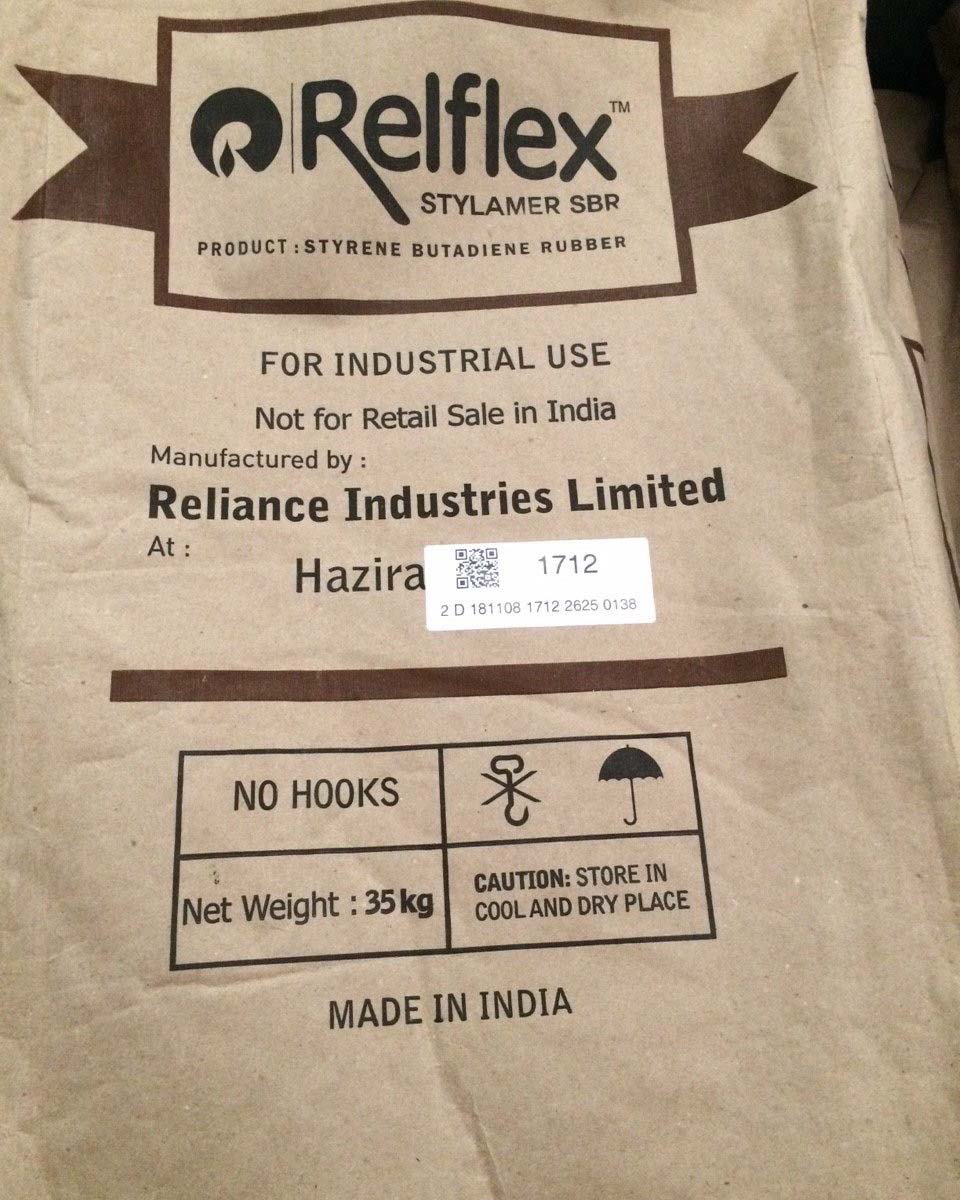 Relflex™
STYLAMER SBR
PRODUCT : STYRENE BUTADIENE RUBBER
FOR INDUSTRIAL USE
Not for Retail Sale in India
Manufactured by :
Reliance Industries Limited
At :
Hazira
1712
2 D 181108 1712 2625 0138
NO HOOKS
Net Weight : 35 kg
CAUTION: STORE IN
COOL AND DRY PLACE
MADE IN INDIA